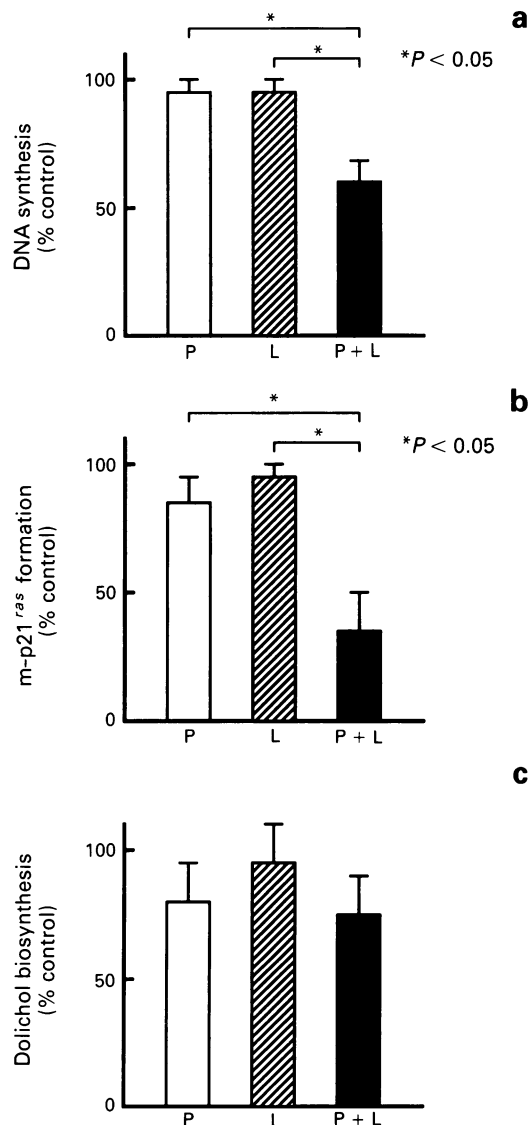 a
*
*
*P < 0.05
100
50
0
DNA synthesis
(% control)
P L P + L
b
*
*
*P < 0.05
100
50
0
m-p21ras formation
(% control)
P L P + L
c
100
50
0
Dolichol biosynthesis
(% control)
P L P + L